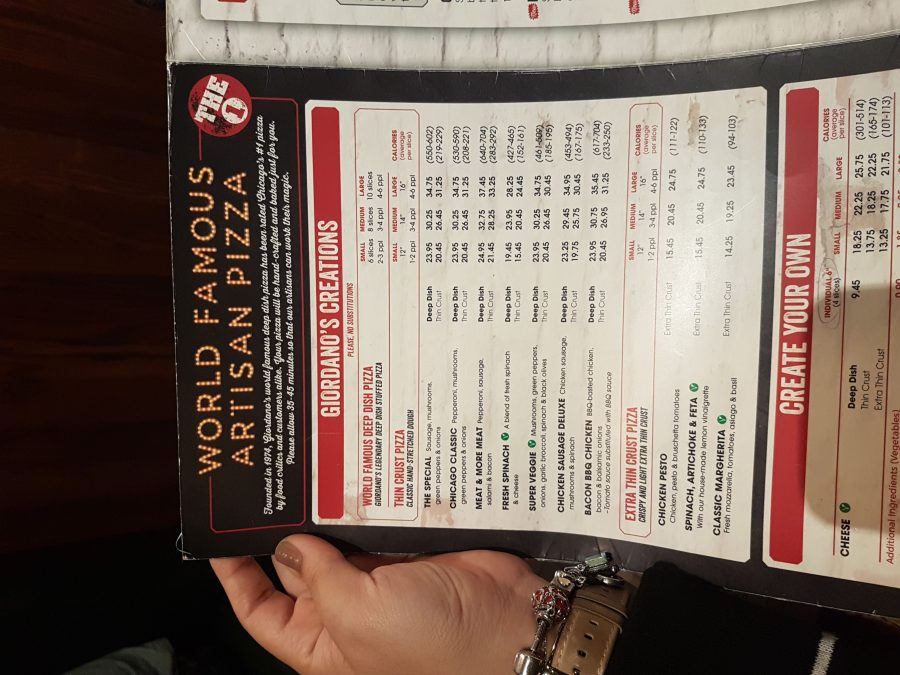 THE
O
WORLD FAMOUS
ARTISAN PIZZA
Founded in 1974, Giordano's world famous deep dish pizza has been rated Chicago's #1 pizza
by food critics and customers alike. Your pizza will be hand-crafted and baked just for you.
Please allow 35-45 minutes so that our artisans can work their magic.
GIORDANO'S CREATIONS
PLEASE, NO SUBSTITUTIONS
WORLD FAMOUS DEEP DISH PIZZA SMALL MEDIUM LARGE CALORIES
GIORDANO'S LEGENDARY DEEP DISH STUFFED PIZZA 6 slices 8 slices 10 slices (average
2-3 ppl 3-4 ppl 4-6 ppl per slice)
THIN CRUST PIZZA 12" 14" 16"
CLASSIC HAND-STRETCHED DOUGH SMALL MEDIUM LARGE
1-2 ppl 3-4 ppl 4-6 ppl
THE SPECIAL Sausage, mushrooms, Deep Dish 23.95 30.25 34.75 (550-602)
green peppers & onions Thin Crust 20.45 26.45 31.25 (219-229)
CHICAGO CLASSIC Pepperoni, mushrooms, Deep Dish 23.95 30.25 34.75 (530-590)
green peppers & onions Thin Crust 20.45 26.45 31.25 (208-221)
MEAT & MORE MEAT Pepperoni, sausage, Deep Dish 24.95 32.75 37.45 (640-704)
salami & bacon Thin Crust 21.45 28.25 33.25 (283-292)
FRESH SPINACH A blend of fresh spinach Deep Dish 19.45 23.95 28.25 (427-465)
& cheese Thin Crust 15.45 20.45 24.45 (152-161)
SUPER VEGGIE Mushrooms, green peppers, Deep Dish 23.95 30.25 34.75 (461-509)
onions, garlic broccoli, spinach & black olives Thin Crust 20.45 26.45 30.45 (185-195)
CHICKEN SAUSAGE DELUXE Chicken sausage, Deep Dish 23.25 29.45 34.95 (453-494)
mushrooms & spinach Thin Crust 19.75 25.75 30.45 (167-175)
BACON BBQ CHICKEN BBQ-basted chicken, Deep Dish 23.95 30.75 35.45 (617-704)
bacon & balsamic onions Thin Crust 20.45 26.95 31.25 (233-250)
~Tomato sauce substituted with BBQ sauce
EXTRA THIN CRUST PIZZA SMALL MEDIUM LARGE CALORIES
CRISPY AND LIGHT EXTRA THIN CRUST 12" 14" 16" (average
1-2 ppl 3-4 ppl 4-6 ppl per slice)
CHICKEN PESTO Extra Thin Crust 15.45 20.45 24.75 (111-122)
Chicken, pesto & bruschetta tomatoes
SPINACH, ARTICHOKE & FETA Extra Thin Crust 15.45 20.45 24.75 (110-133)
With our house-made lemon vinaigrette
CLASSIC MARGHERITA Extra Thin Crust 14.25 19.25 23.45 (94-103)
Fresh mozzarella, tomatoes, asiago & basil
CREATE YOUR OWN
INDIVIDUAL 6" SMALL MEDIUM LARGE CALORIES
(4 slices) (average
per slice)
CHEESE Deep Dish 9.45 18.25 22.25 25.75 (301-514)
Thin Crust 13.75 18.25 22.25 (165-174)
Extra Thin Crust 13.25 17.75 21.75 (101-113)
Additional Ingredients (Vegetables)